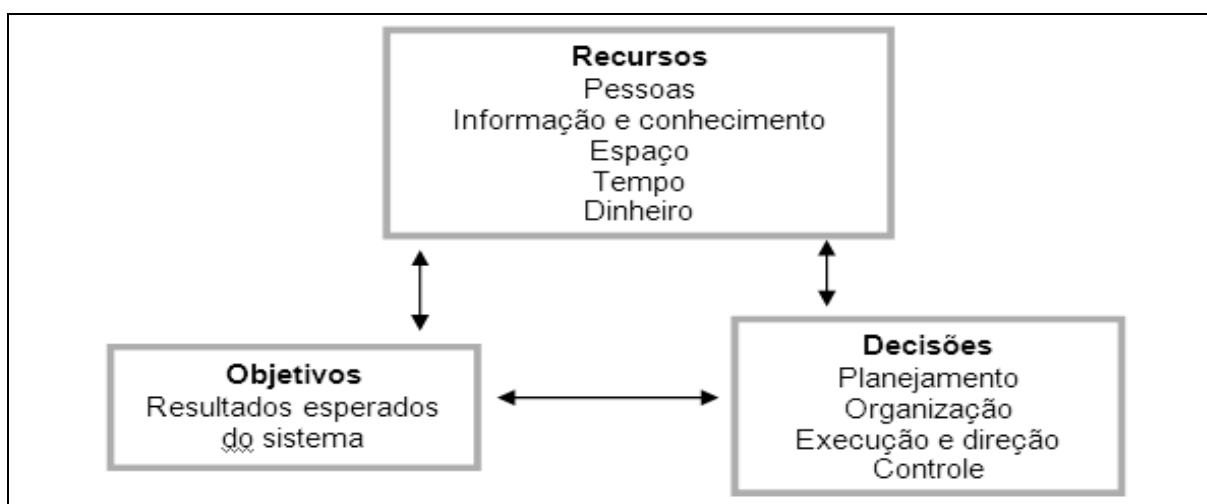 Recursos
Pessoas
Informação e conhecimento
Espaço
Tempo
Dinheiro
Objetivos
Resultados esperados
do sistema
Decisões
Planejamento
Organização
Execução e direção
Controle